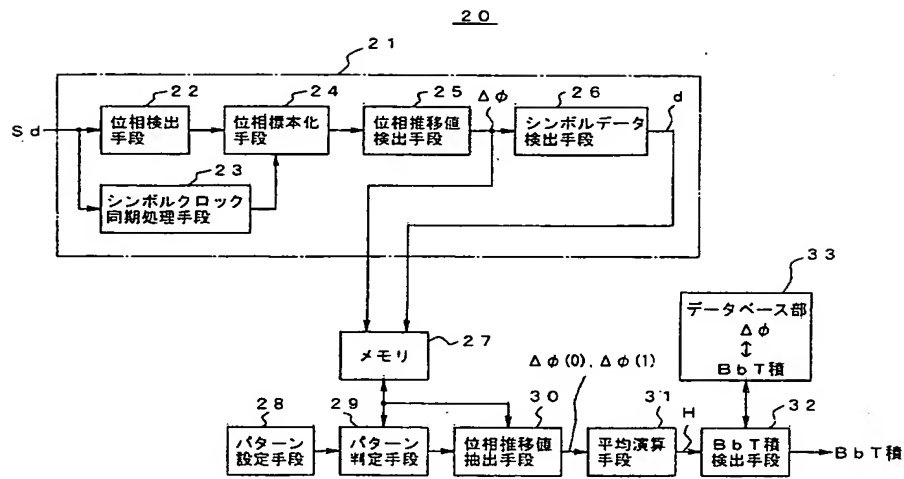 20
21
22
位相検出
手段
24
位相標本化
手段
25
位相推移値
検出手段
Δφ
26
シンボルデータ
検出手段
d
Sd
23
シンボルクロック
同期処理手段
33
データベース部
Δφ
↕
BbT積
メモリ
27
28
パターン
設定手段
29
パターン
判定手段
30
位相推移値
抽出手段
Δφ(0), Δφ(1)
31
平均演算
手段
H
32
BbT積
検出手段
BbT積